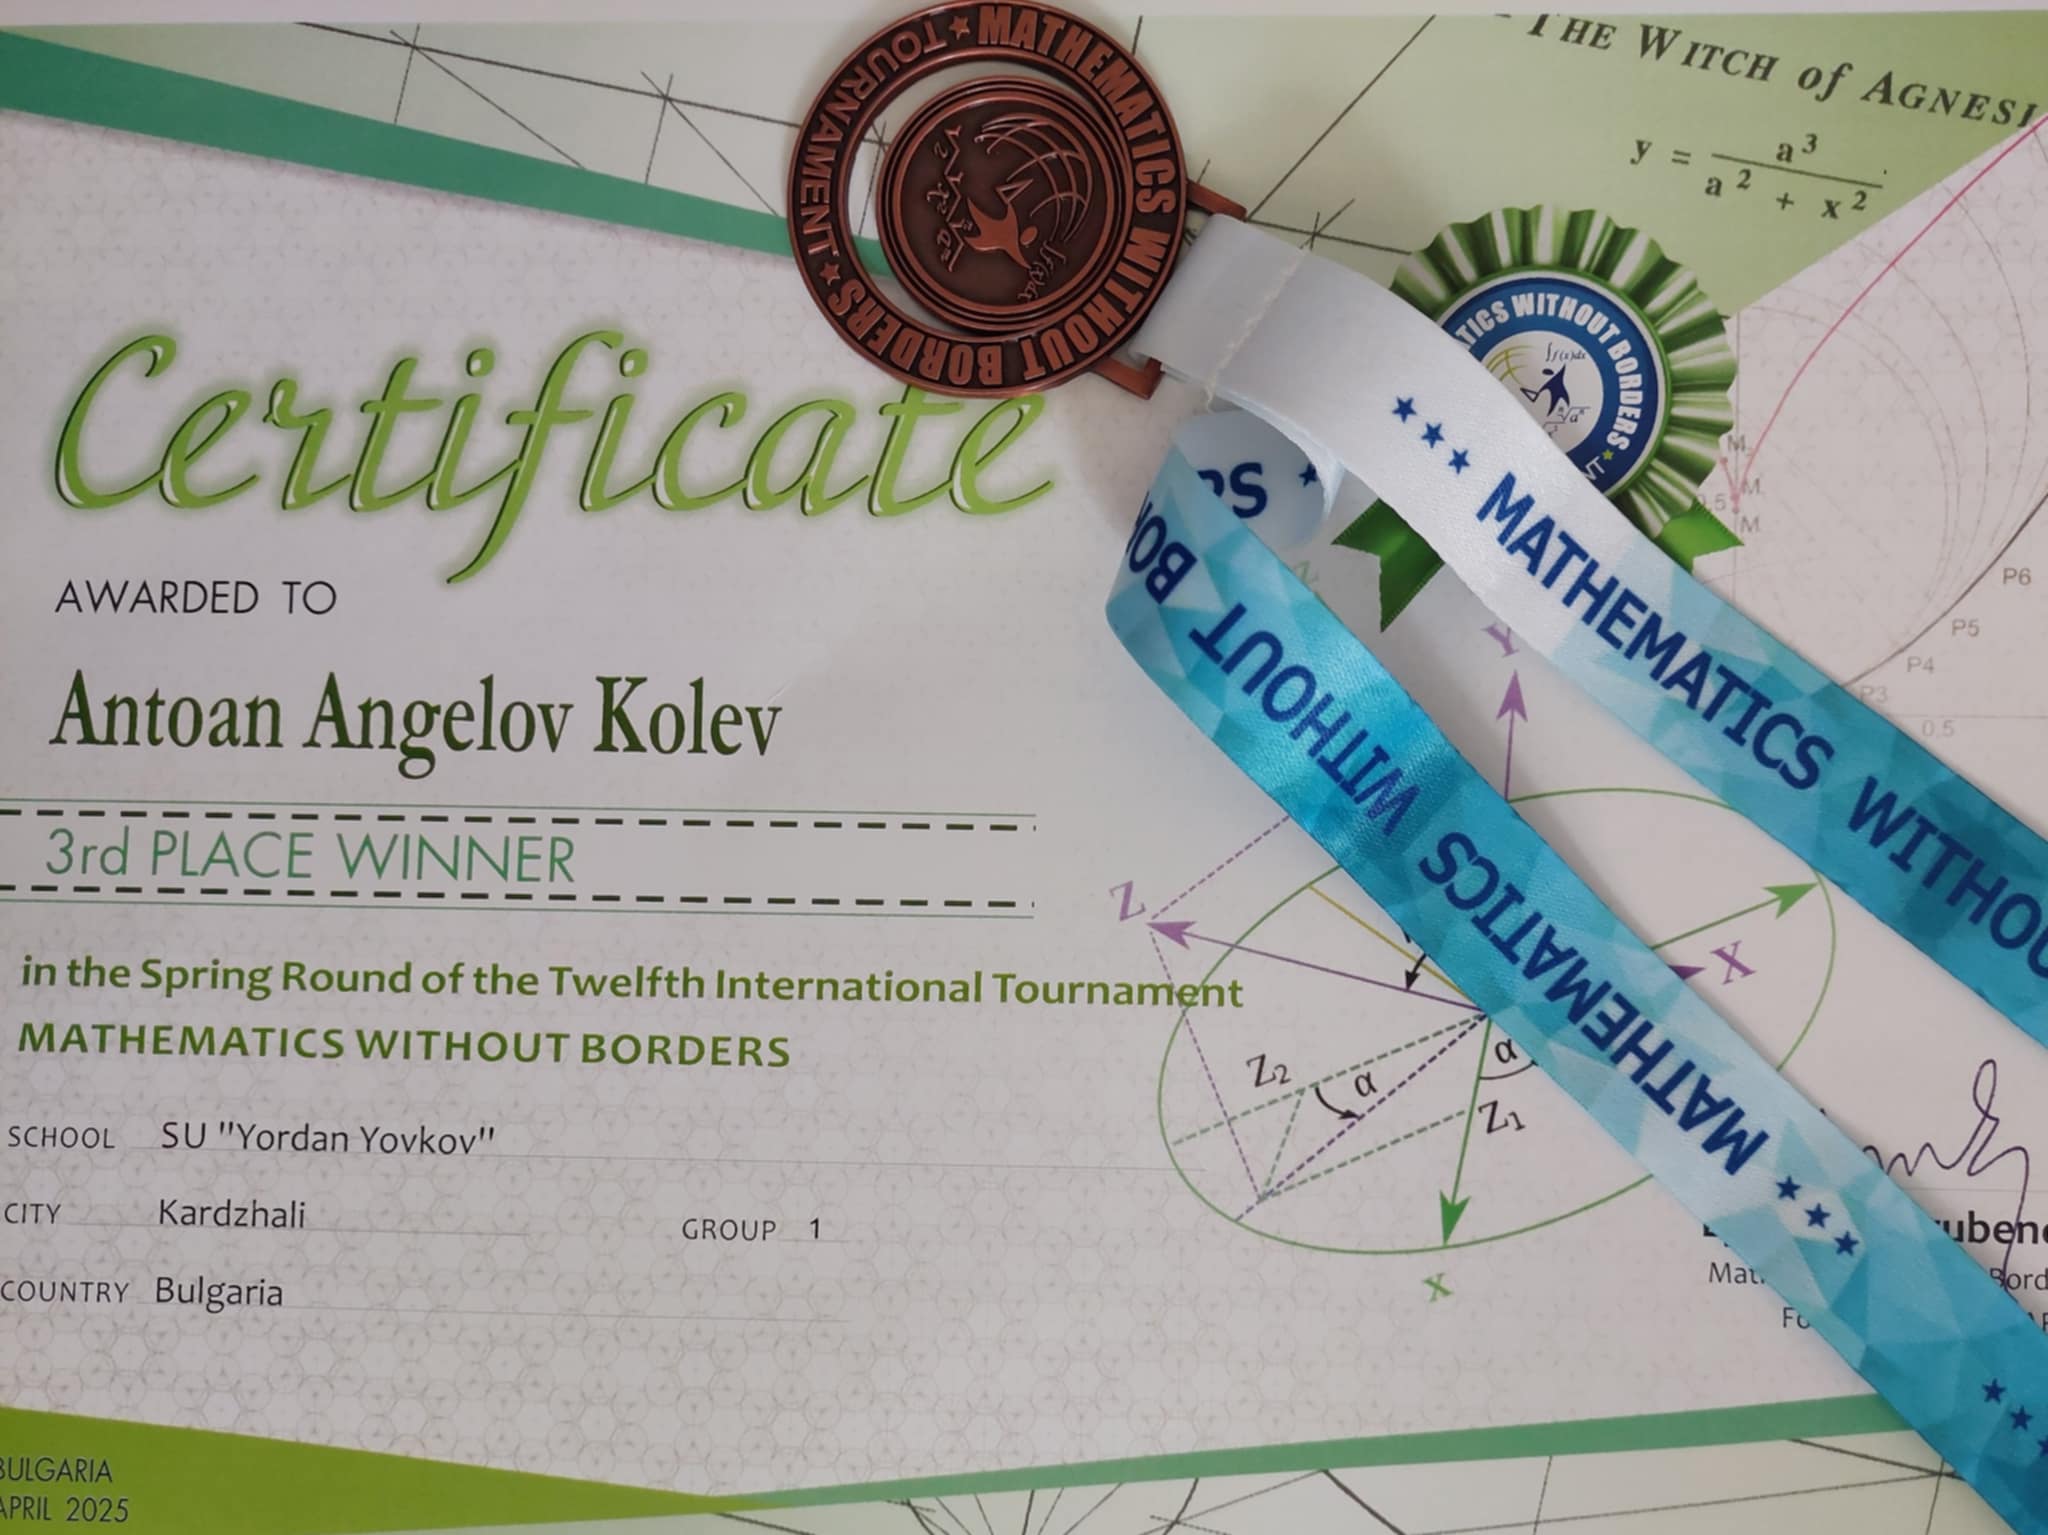 THE WITCH of AGNESI
y = a³ / a² + x²
MATHEMATICS WITHOUT BORDERS ★ TOURNAMENT ★
WITHOUT BORDERS
Certificate
AWARDED TO
Antoan Angelov Kolev
3rd PLACE WINNER
in the Spring Round of the Twelfth International Tournament
MATHEMATICS WITHOUT BORDERS
SCHOOL SU "Yordan Yovkov"
CITY Kardzhali
GROUP 1
COUNTRY Bulgaria
BULGARIA
APRIL 2025
★★★ MATHEMATICS
★★★ MATHEMATICS WITHOUT
P6
P5
P4
P3
0.5
Y
Z
X
Z₂
α
α
Z₁
x